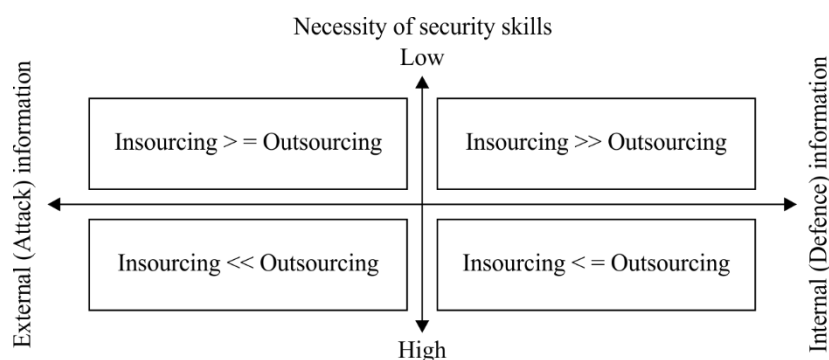 Necessity of security skills
Low
External (Attack) information
Insourcing > = Outsourcing
Insourcing >> Outsourcing
Internal (Defence) information
Insourcing << Outsourcing
Insourcing < = Outsourcing
High